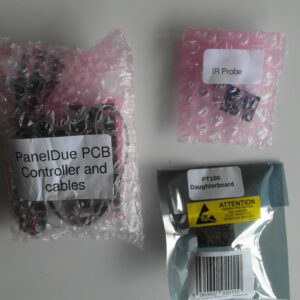 PanelDue PCB
Controller and
cables
IR Probe
PT100
Daughterboard
ATTENTION